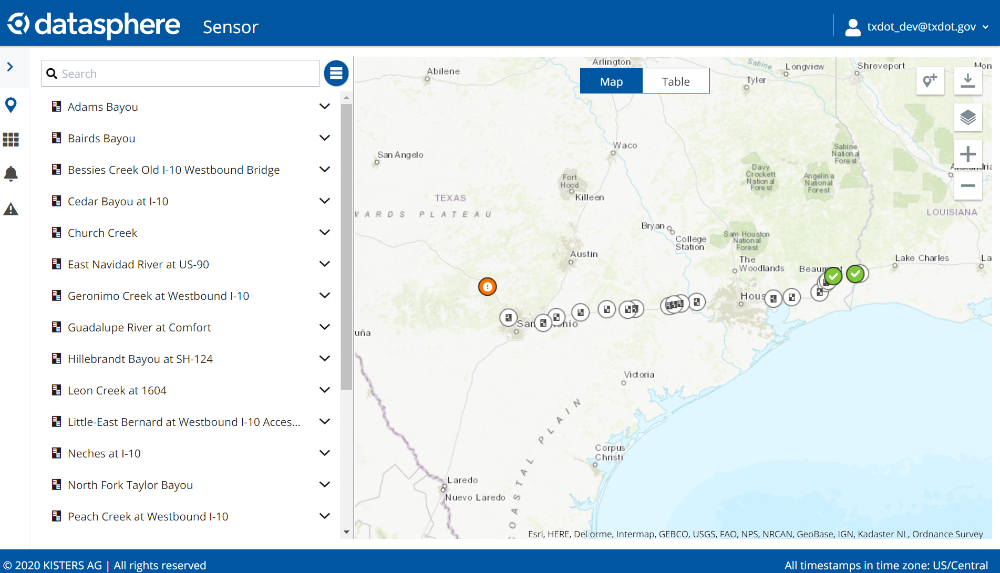 datasphere Sensor
txdot_dev@txdot.gov
Search
Adams Bayou
Bairds Bayou
Bessies Creek Old I-10 Westbound Bridge
Cedar Bayou at I-10
Church Creek
East Navidad River at US-90
Geronimo Creek at Westbound I-10
Guadalupe River at Comfort
Hillebrandt Bayou at SH-124
Leon Creek at 1604
Little-East Bernard at Westbound I-10 Acces...
Neches at I-10
North Fork Taylor Bayou
Peach Creek at Westbound I-10
Map
Table
Arlington
Abilene
Sabine
Longview
Shreveport
Mon
Tyler
Waco
San Angelo
Sabine
National
Forest
Davy
Crockett
National
Forest
Angelina
National
Forest
Fort
Hood
Killeen
TEXAS
WARDS PLATEAU
LOUISIANA
Bryan
College
Station
Sam Houston
National
Forest
Austin
The
Woodlands
Lake Charles
La
Hous
uña
Victoria
COASTAL PLAIN
Corpus
Christi
Laredo
Nuevo Laredo
Esri, HERE, DeLorme, Intermap, GEBCO, USGS, FAO, NPS, NRCAN, GeoBase, IGN, Kadaster NL, Ordnance Survey
© 2020 KISTERS AG | All rights reserved
All timestamps in time zone: US/Central